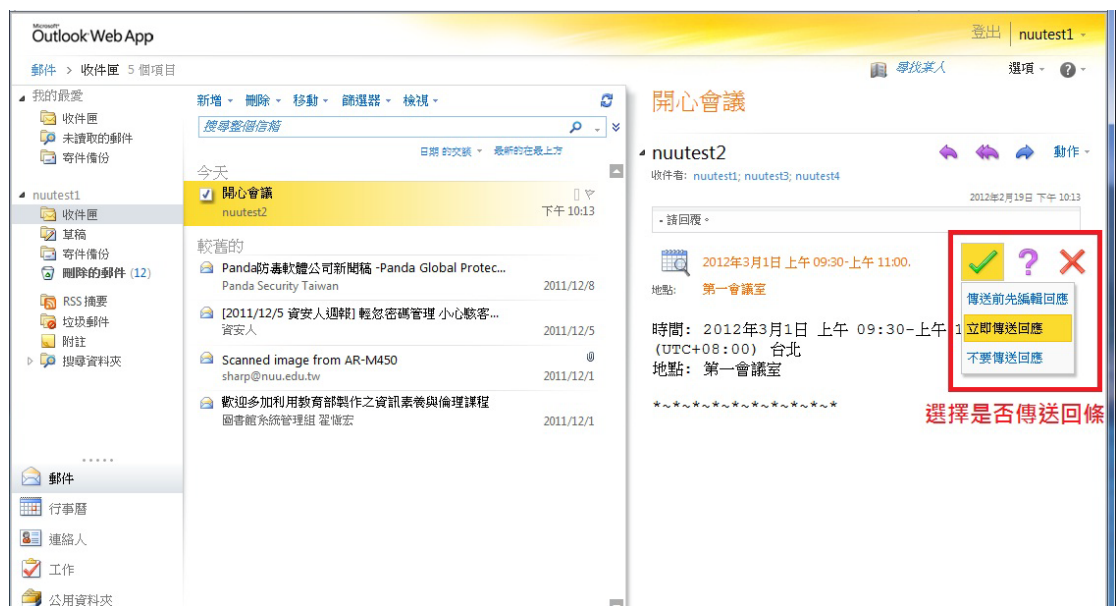 Microsoft®
Outlook Web App
登出 | nuutest1
郵件 > 收件匣 5 個項目
尋找某人
選項
我的最愛
收件匣
未讀取的郵件
寄件備份
nuutest1
收件匣
草稿
寄件備份
刪除的郵件 (12)
RSS 摘要
垃圾郵件
附註
搜尋資料夾
郵件
行事曆
連絡人
工作
公用資料夾
新增 刪除 移動 篩選器 檢視
搜尋整個信箱
日期 的交談 最新的在最上方
今天
開心會議
nuutest2 下午 10:13
較舊的
Panda防毒軟體公司新聞稿 -Panda Global Protec...
Panda Security Taiwan 2011/12/8
[2011/12/5 資安人週報] 輕忽密碼管理 小心駭客...
資安人 2011/12/5
Scanned image from AR-M450
sharp@nuu.edu.tw 2011/12/1
歡迎多加利用教育部製作之資訊素養與倫理課程
2011/12/1
開心會議
nuutest2
動作
收件者: nuutest1; nuutest3; nuutest4
2012年2月19日 下午 10:13
- 請回覆。
2012年3月1日 上午 09:30-上午 11:00.
地點: 第一會議室
傳送前先編輯回應
立即傳送回應
不要傳送回應
時間: 2012年3月1日 上午 09:30-上午 1
(UTC+08:00) 台北
地點: 第一會議室
*~*~*~*~*~*~*~*~*~*
選擇是否傳送回條